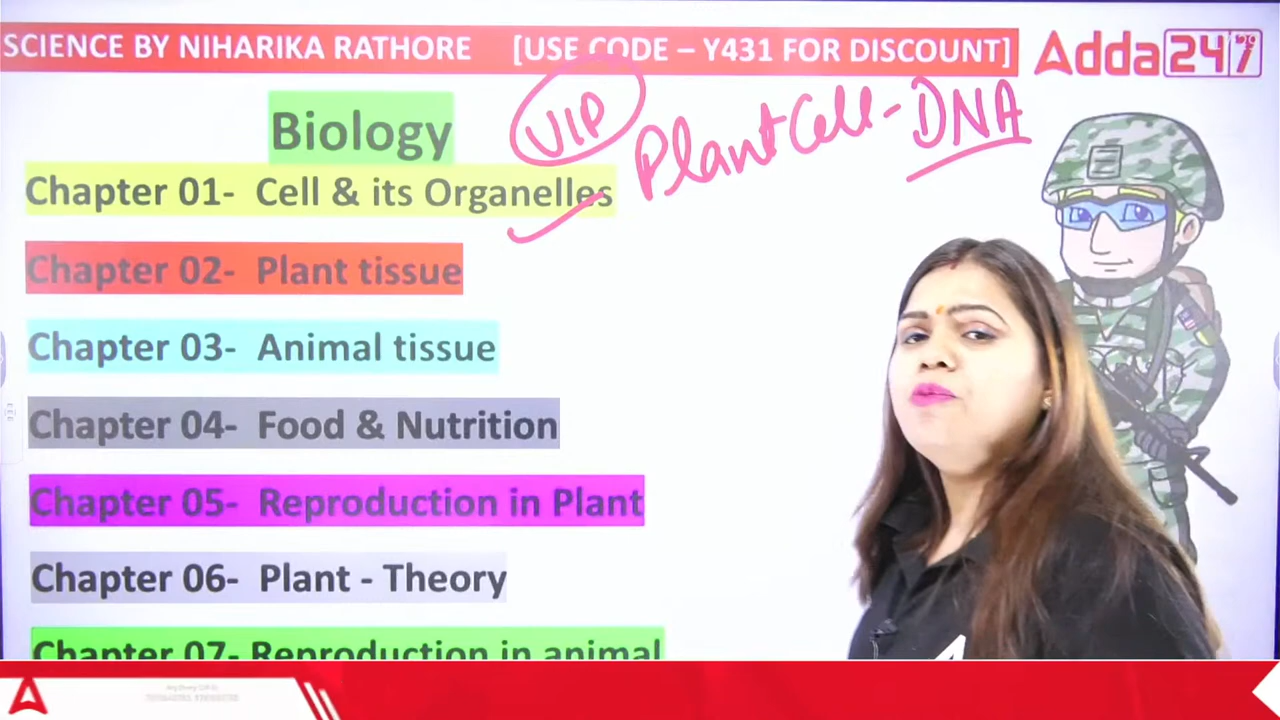 SCIENCE BY NIHARIKA RATHORE [USE CODE – Y431 FOR DISCOUNT]
Adda247
Biology
VIP
Plant Cell - DNA
Chapter 01- Cell & its Organelles
Chapter 02- Plant tissue
Chapter 03- Animal tissue
Chapter 04- Food & Nutrition
Chapter 05- Reproduction in Plant
Chapter 06- Plant - Theory
Chapter 07- Reproduction in animal